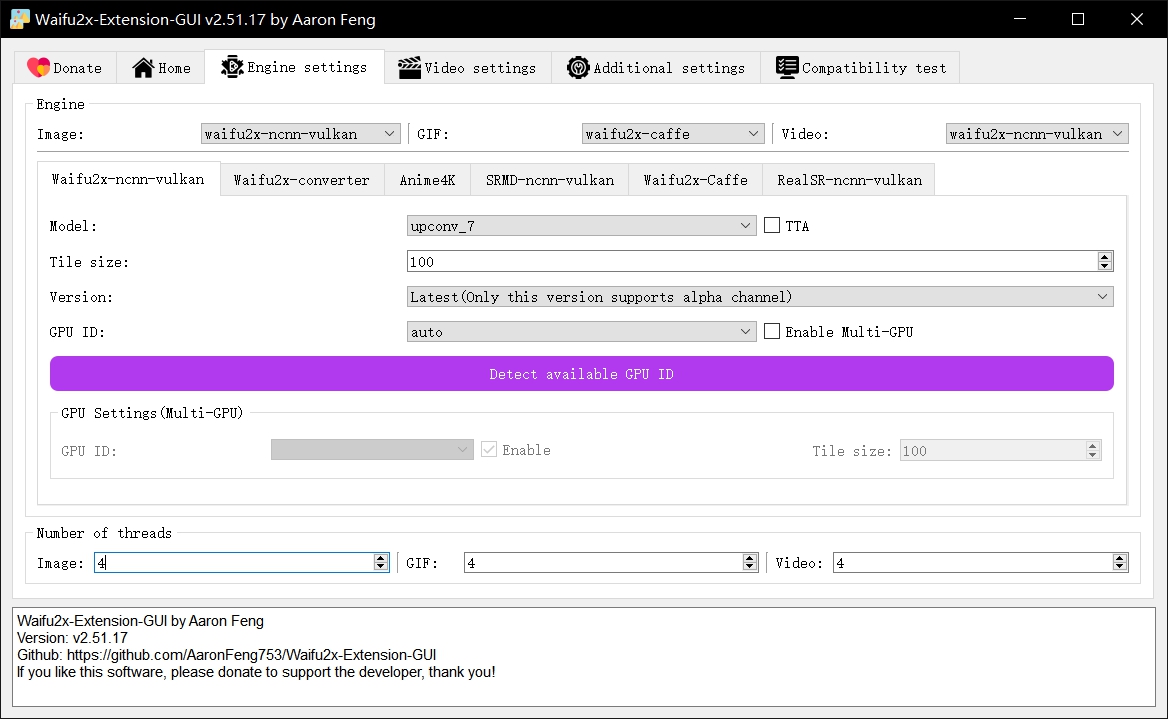 Waifu2x-Extension-GUI v2.51.17 by Aaron Feng
Donate Home Engine settings Video settings Additional settings Compatibility test
Engine
Image: waifu2x-ncnn-vulkan GIF: waifu2x-caffe Video: waifu2x-ncnn-vulkan
Waifu2x-ncnn-vulkan Waifu2x-converter Anime4K SRMD-ncnn-vulkan Waifu2x-Caffe RealSR-ncnn-vulkan
Model: upconv_7 TTA
Tile size: 100
Version: Latest(Only this version supports alpha channel)
GPU ID: auto Enable Multi-GPU
Detect available GPU ID
GPU Settings(Multi-GPU)
GPU ID: Enable Tile size: 100
Number of threads
Image: 4 GIF: 4 Video: 4
Waifu2x-Extension-GUI by Aaron Feng
Version: v2.51.17
Github: https://github.com/AaronFeng753/Waifu2x-Extension-GUI
If you like this software, please donate to support the developer, thank you!